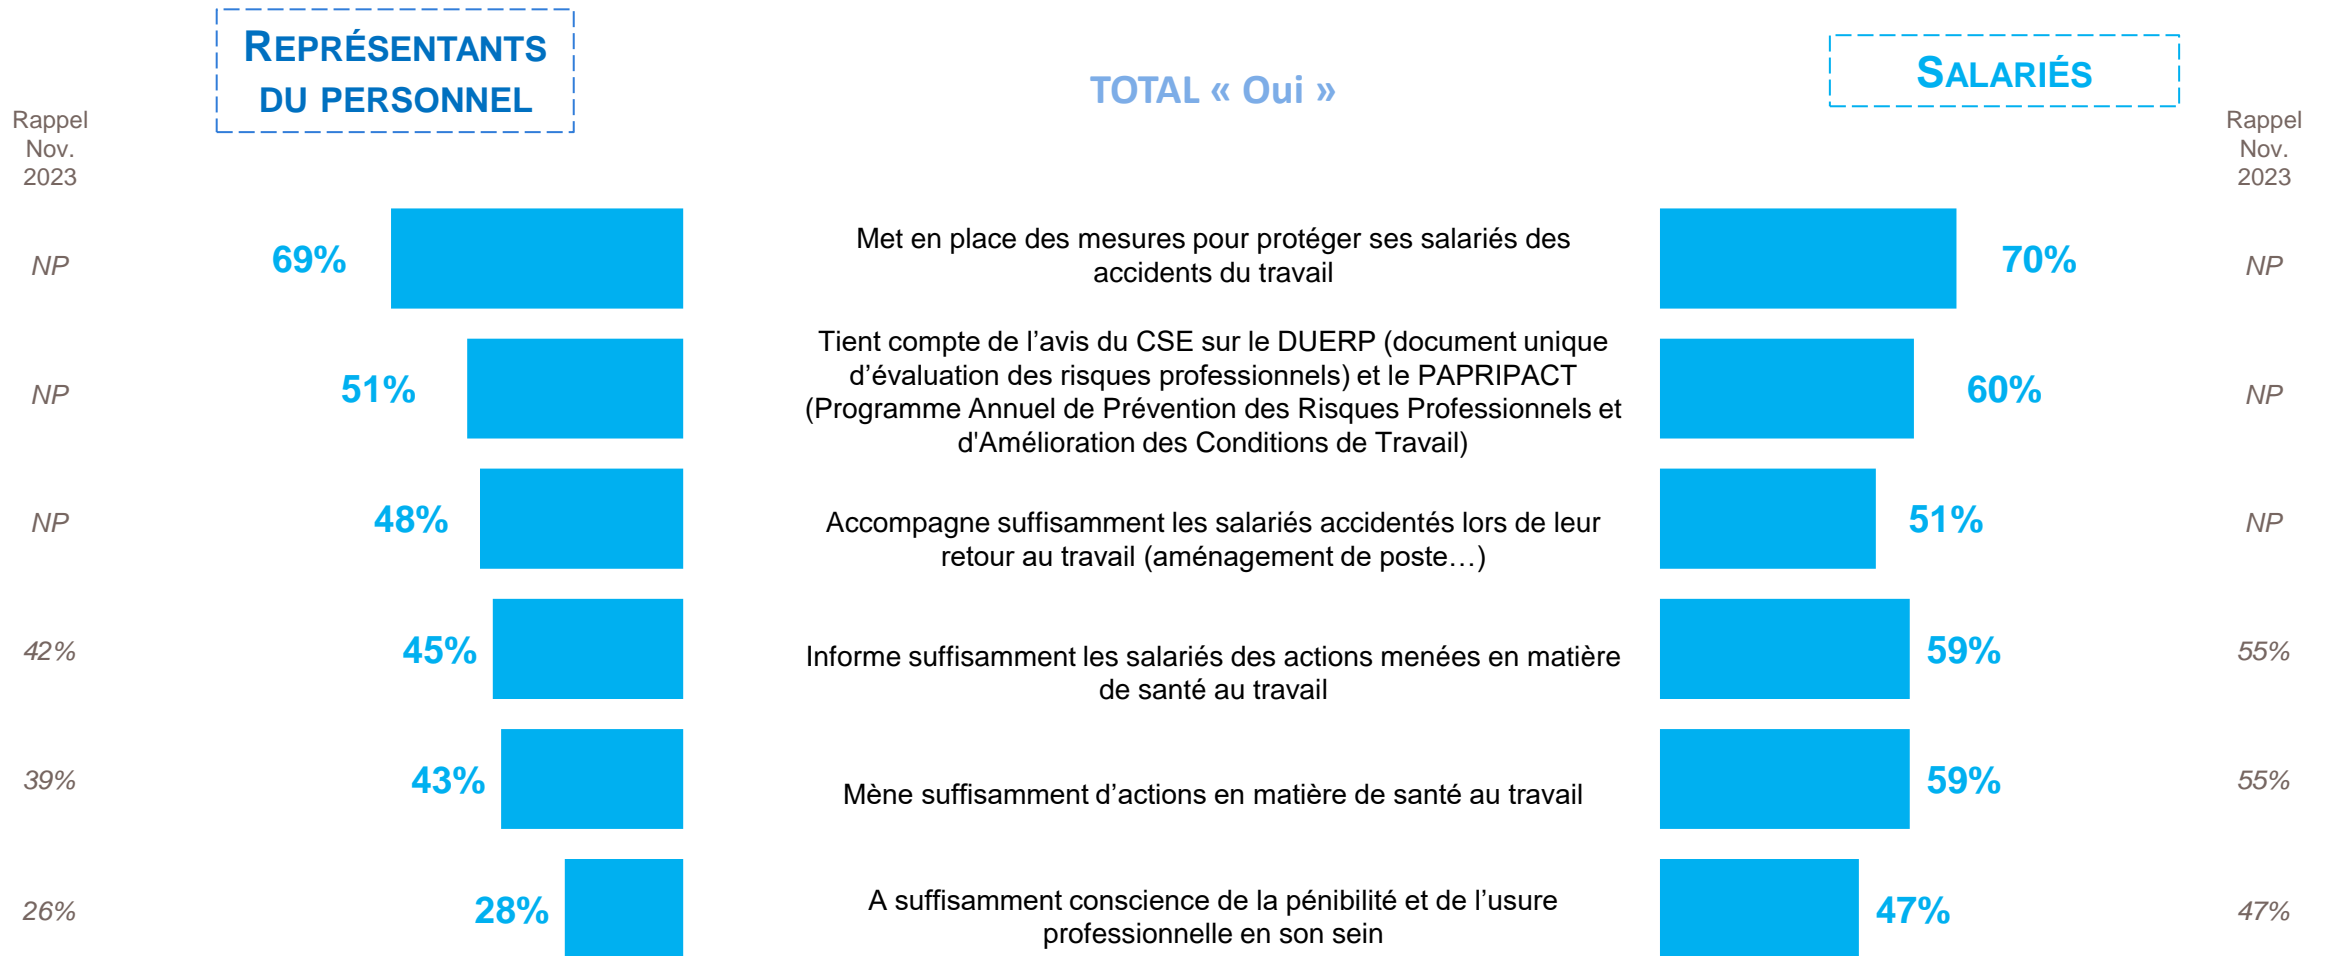 REPRÉSENTANTS
DU PERSONNEL
TOTAL « Oui »
SALARIÉS
Rappel
Nov.
2023
Rappel
Nov.
2023
NP
69%
Met en place des mesures pour protéger ses salariés des
accidents du travail
70%
NP
NP
51%
Tient compte de l’avis du CSE sur le DUERP (document unique
d’évaluation des risques professionnels) et le PAPRIPACT
(Programme Annuel de Prévention des Risques Professionnels et
d'Amélioration des Conditions de Travail)
60%
NP
NP
48%
Accompagne suffisamment les salariés accidentés lors de leur
retour au travail (aménagement de poste…)
51%
NP
42%
45%
Informe suffisamment les salariés des actions menées en matière
de santé au travail
59%
55%
39%
43%
Mène suffisamment d’actions en matière de santé au travail
59%
55%
26%
28%
A suffisamment conscience de la pénibilité et de l’usure
professionnelle en son sein
47%
47%